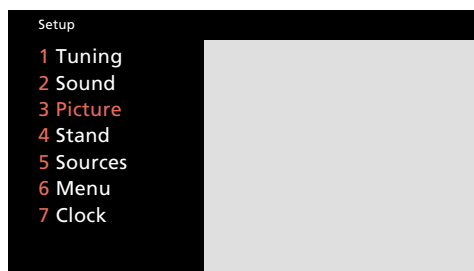 Setup
1 Tuning
2 Sound
3 Picture
4 Stand
5 Sources
6 Menu
7 Clock